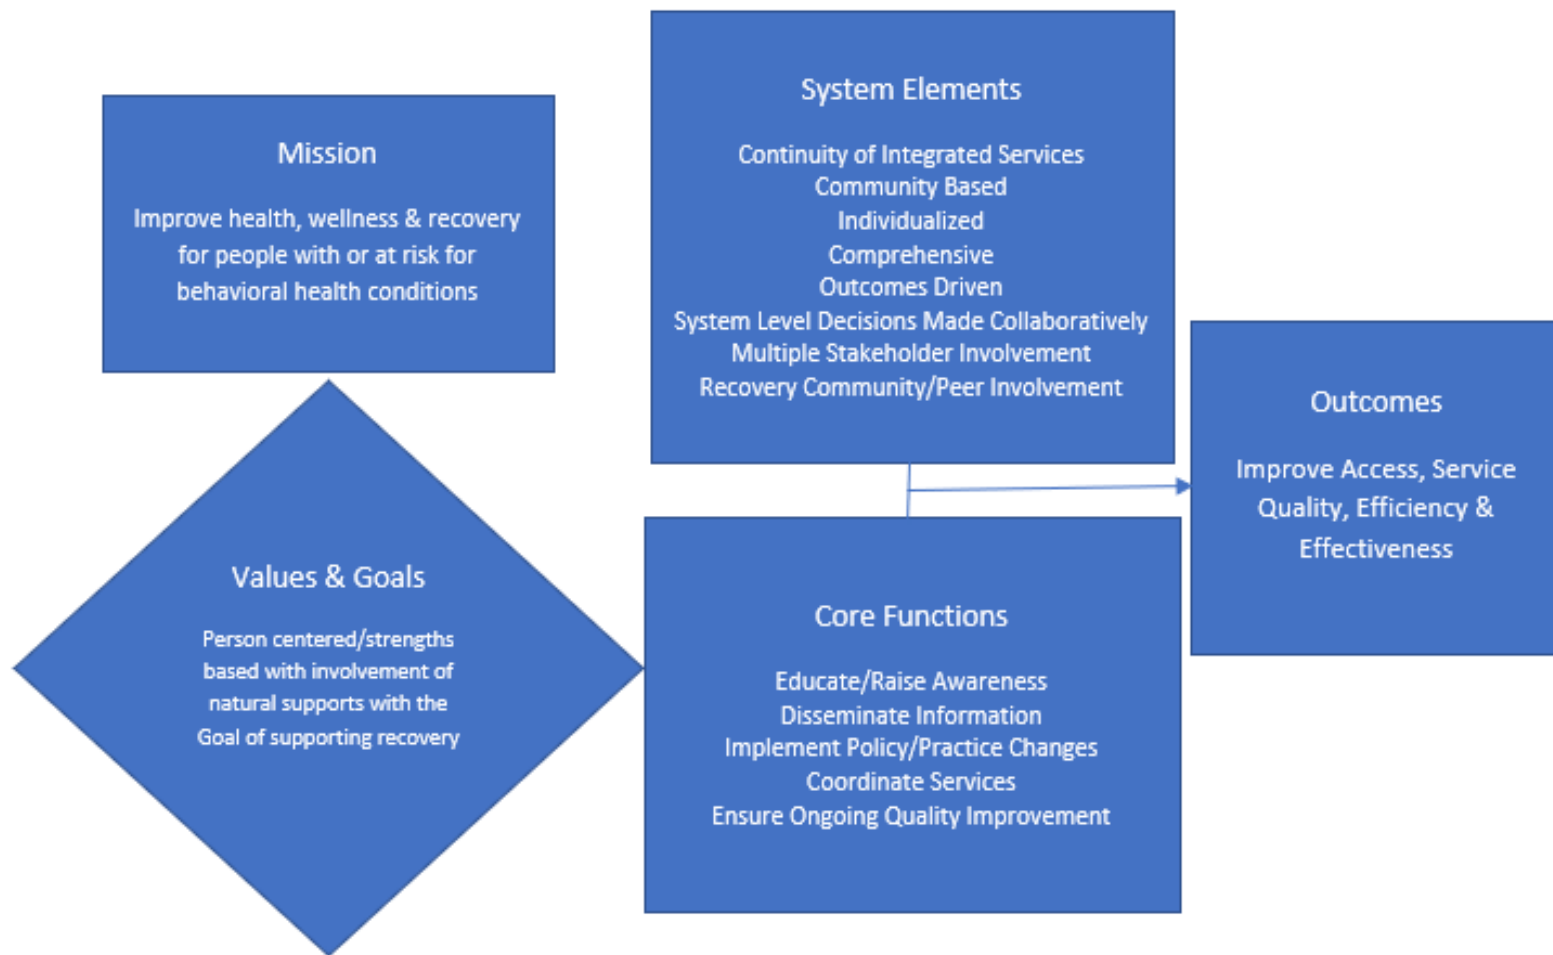 Mission
Improve health, wellness & recovery
for people with or at risk for
behavioral health conditions
Values & Goals
Person centered/strengths
based with involvement of
natural supports with the
Goal of supporting recovery
System Elements
Continuity of Integrated Services
Community Based
Individualized
Comprehensive
Outcomes Driven
System Level Decisions Made Collaboratively
Multiple Stakeholder Involvement
Recovery Community/Peer Involvement
Core Functions
Educate/Raise Awareness
Disseminate Information
Implement Policy/Practice Changes
Coordinate Services
Ensure Ongoing Quality Improvement
Outcomes
Improve Access, Service
Quality, Efficiency &
Effectiveness